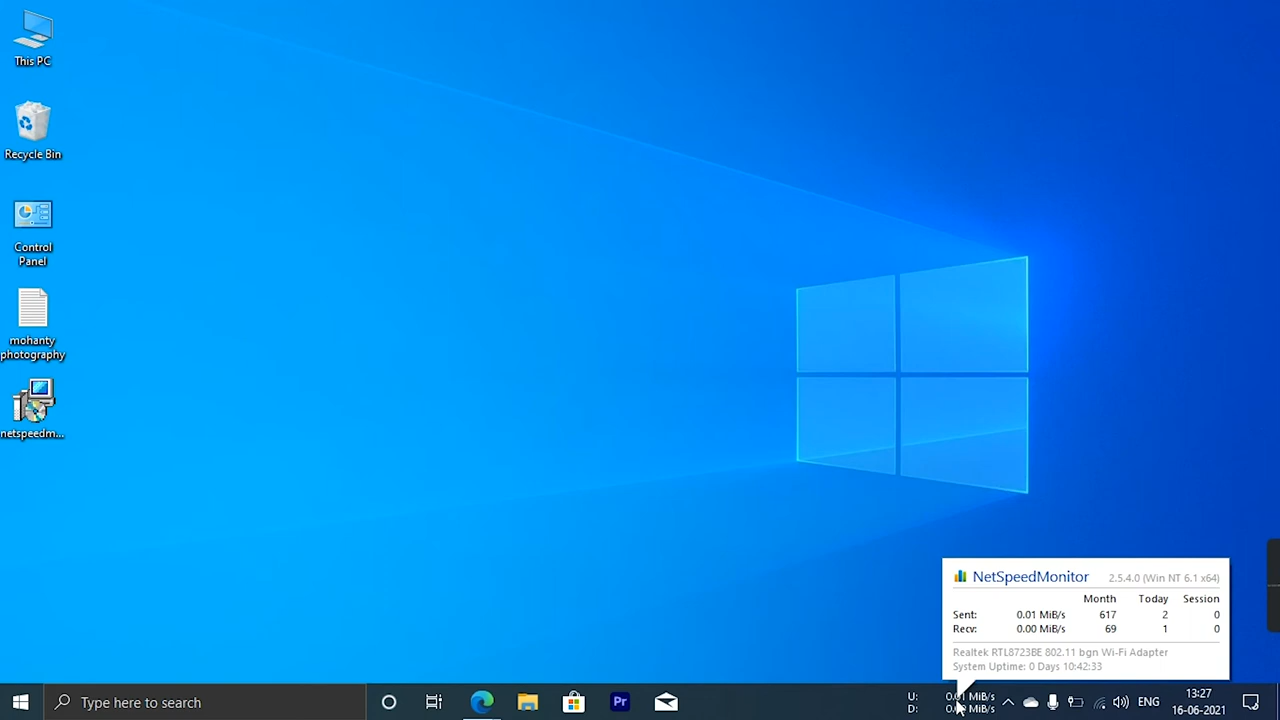 This PC
Recycle Bin
Control
Panel
mohanty
photography
netspeedm...
NetSpeedMonitor 2.5.4.0 (Win NT 6.1 x64)
Month Today Session
Sent: 0.01 MiB/s 617 2 0
Recv: 0.00 MiB/s 69 1 0
Realtek RTL8723BE 802.11 bgn Wi-Fi Adapter
System Uptime: 0 Days 10:42:33
Type here to search
Pr
U: 0.01 MiB/s
D: MiB/s
ENG
13:27
16-06-2021